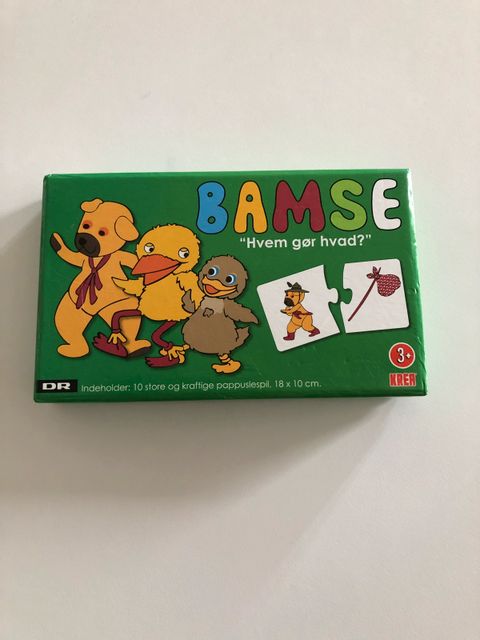 BAMSE
"Hvem gør hvad?"
3+
DR
Indeholder: 10 store og kraftige pappuslespil. 18 x 10 cm.
KREA